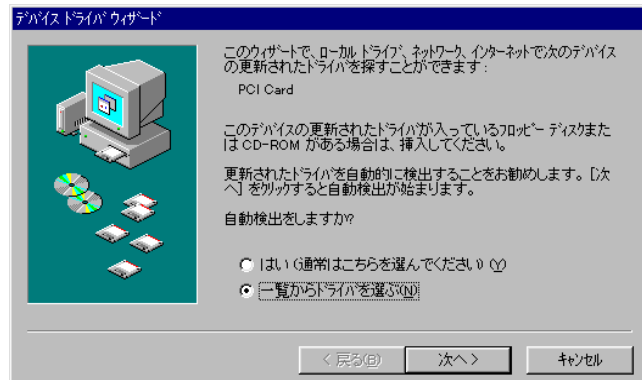 デバイス ドライバ ウィザード
このウィザードで、ローカル ドライブ、ネットワーク、インターネットで次のデバイス
の更新されたドライバを探すことができます:
PCI Card
このデバイスの更新されたドライバが入っているフロッピー ディスクまた
は CD-ROM がある場合は、挿入してください。
更新されたドライバを自動的に検出することをお勧めします。[次
へ] をクリックすると自動検出が始まります。
自動検出をしますか?
はい (通常はこちらを選んでください) (Y)
一覧からドライバを選ぶ(N)
< 戻る(B)
次へ >
キャンセル